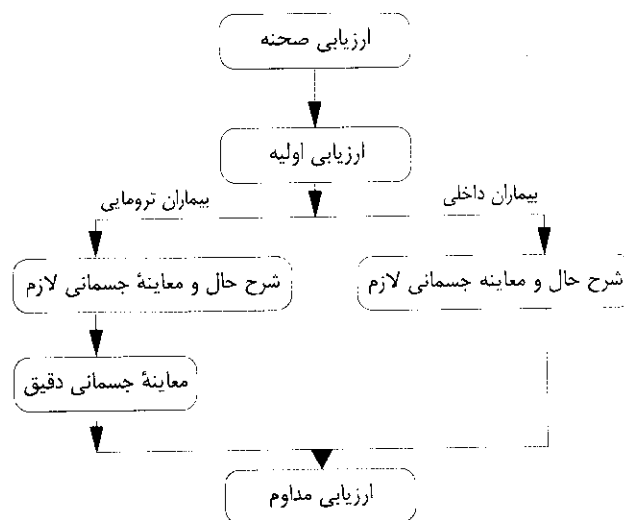 ارزیابی صحنه
ارزیابی اولیه
بیماران داخلی
بیماران ترومایی
شرح حال و معاینه جسمانی لازم
شرح حال و معاینهٔ جسمانی لازم
معاینهٔ جسمانی دقیق
ارزیابی مداوم